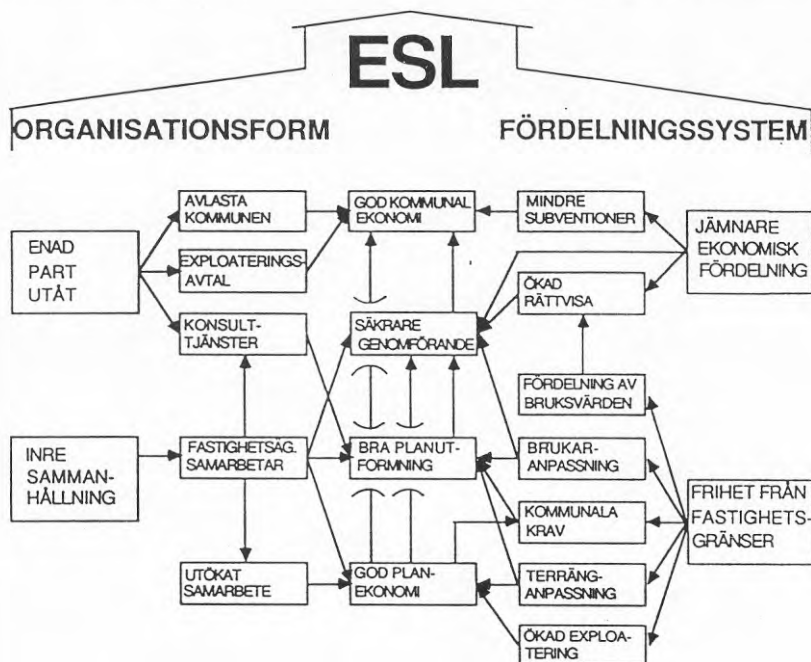 ESL
ORGANISATIONSFORM
FÖRDELNINGSSYSTEM
ENAD
PART
UTÅT
INRE
SAMMAN-
HÅLLNING
AVLASTA
KOMMUNEN
EXPLOATERINGS-
AVTAL
KONSULT-
TJÄNSTER
FASTIGHETSÄG.
SAMARBETAR
UTÖKAT
SAMARBETE
GOD KOMMUNAL
EKONOMI
SÄKRARE
GENOMFÖRANDE
BRA PLANUT-
FORMNING
GOD PLAN-
EKONOMI
MINDRE
SUBVENTIONER
ÖKAD
RÄTTVISA
FÖRDELNING AV
BRUKSVÄRDEN
BRUKAR-
ANPASSNING
KOMMUNALA
KRAV
TERRÄNG-
ANPASSNING
ÖKAD EXPLOA-
TERING
JÄMNARE
EKONOMISK
FÖRDELNING
FRIHET FRÅN
FASTIGHETS-
GRÄNSER